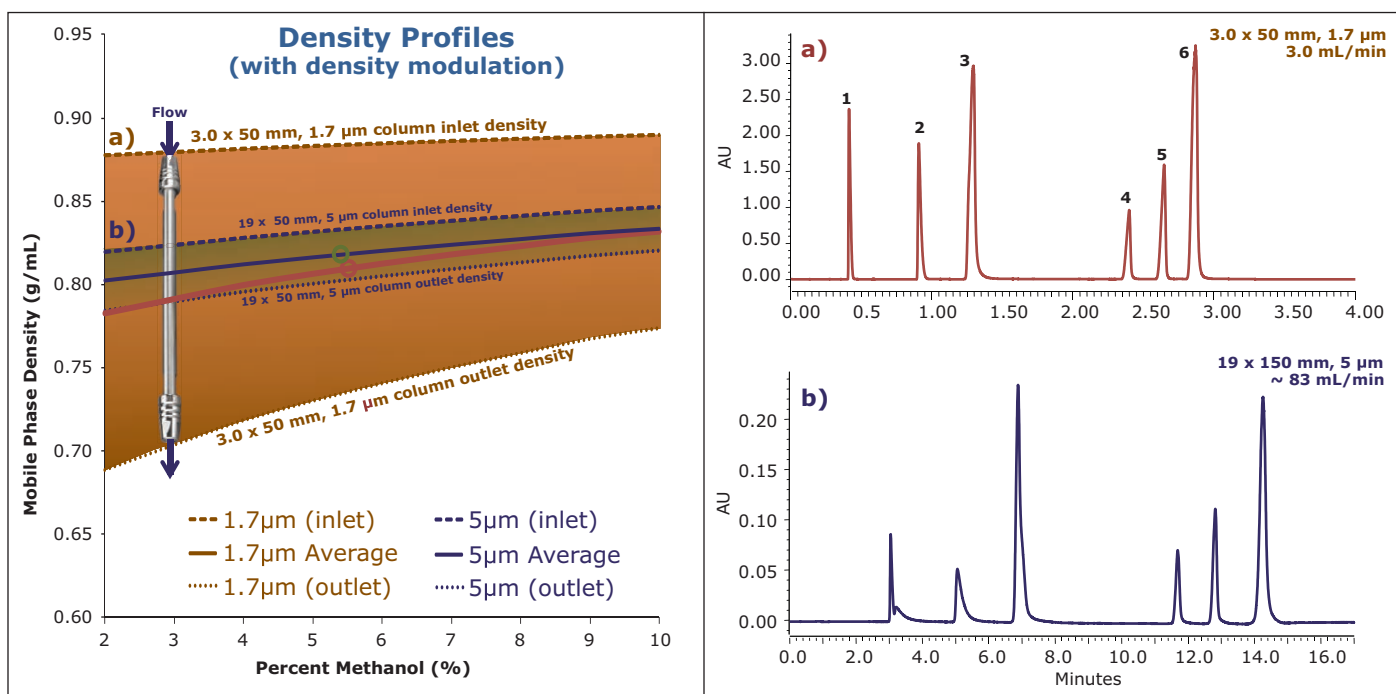 Density Profiles
(with density modulation)
Mobile Phase Density (g/mL)
0.95
0.90
0.85
0.80
0.75
0.70
0.65
0.60
Flow
a)
3.0 x 50 mm, 1.7 µm column inlet density
b)
19 x 50 mm, 5 µm column inlet density
19 x 50 mm, 5 µm column outlet density
3.0 x 50 mm, 1.7 µm column outlet density
1.7µm (inlet)
1.7µm Average
1.7µm (outlet)
5µm (inlet)
5µm Average
5µm (outlet)
2 3 4 5 6 7 8 9 10
Percent Methanol (%)
a)
3.0 x 50 mm, 1.7 µm
3.0 mL/min
AU
3.00
2.50
2.00
1.50
1.00
0.50
0.00
1
2
3
4
5
6
0.00 0.5 1.00 1.50 2.00 2.50 3.00 3.50 4.00
b)
19 x 150 mm, 5 µm
~ 83 mL/min
AU
0.20
0.15
0.10
0.05
0.00
0.0 2.0 4.0 6.0 8.0 10.0 12.0 14.0 16.0
Minutes